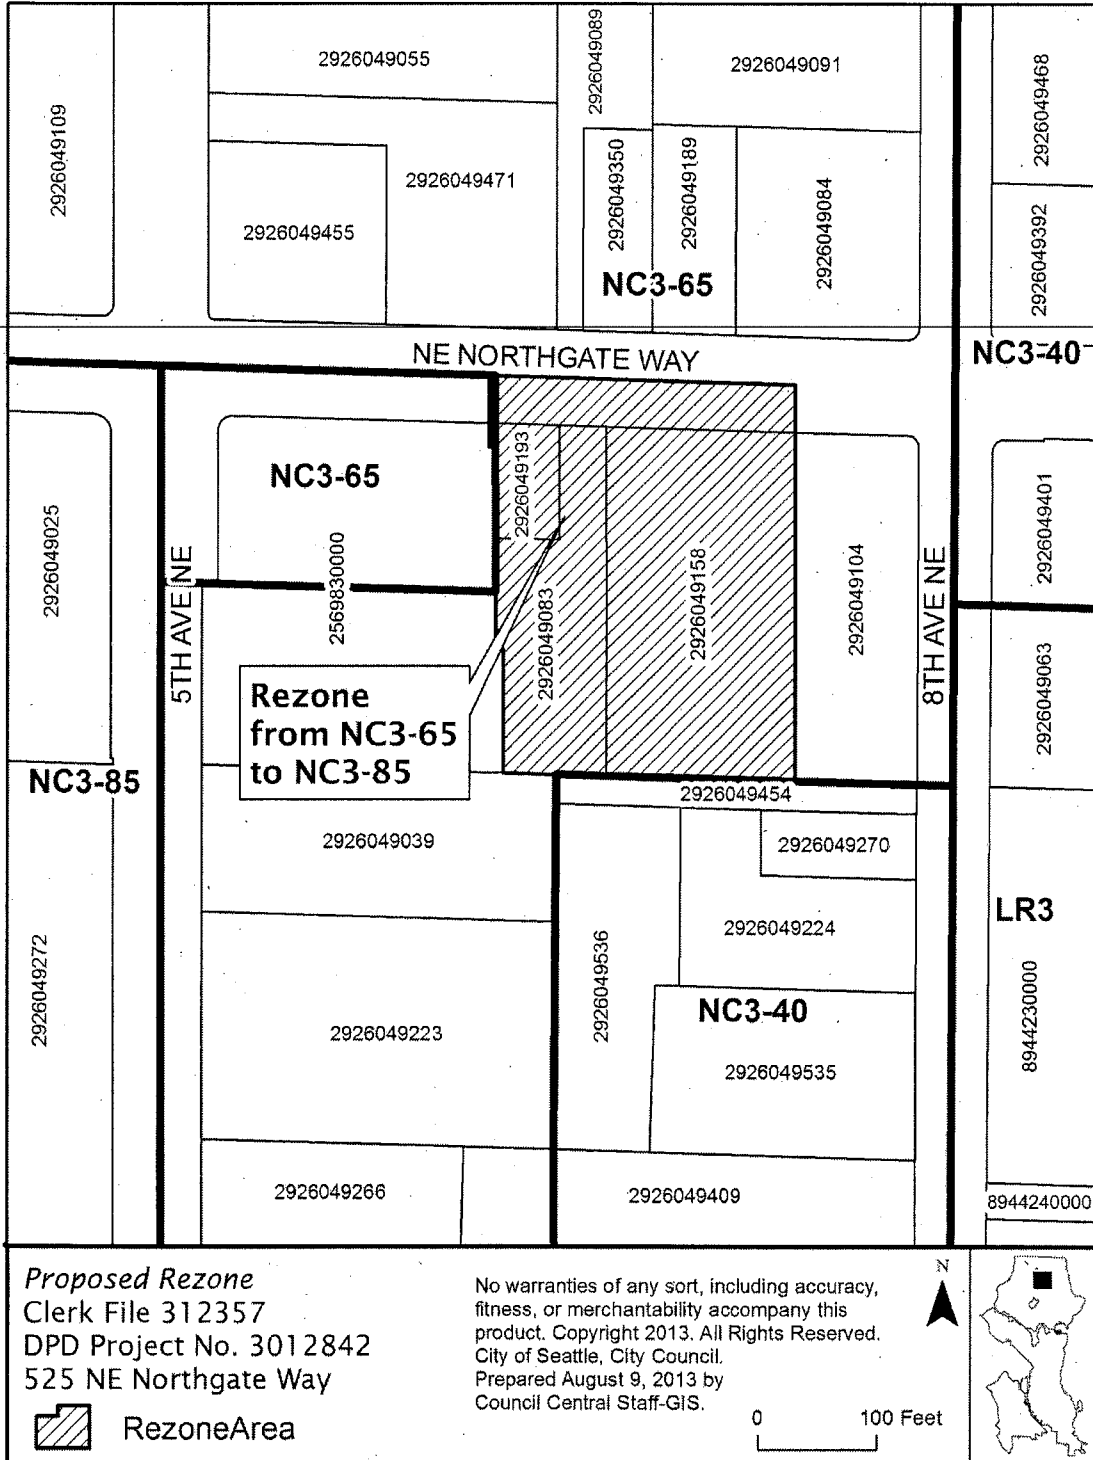 2926049055
2926049089
2926049091
2926049468
2926049109
2926049471
2926049350
2926049189
2926049084
2926049455
2926049392
NC3-65
NE NORTHGATE WAY
NC3-40
NC3-65
2926049193
2926049025
2569830000
2926049401
5TH AVE NE
2926049083
2926049158
2926049104
8TH AVE NE
2926049063
Rezone
from NC3-65
to NC3-85
NC3-85
2926049454
2926049039
2926049270
LR3
2926049224
2926049272
2926049536
2926049223
NC3-40
8944230000
2926049535
2926049266
2926049409
8944240000
Proposed Rezone
Clerk File 312357
DPD Project No. 3012842
525 NE Northgate Way
RezoneArea
No warranties of any sort, including accuracy,
fitness, or merchantability accompany this
product. Copyright 2013. All Rights Reserved.
City of Seattle, City Council.
Prepared August 9, 2013 by
Council Central Staff-GIS.
0 100 Feet
N